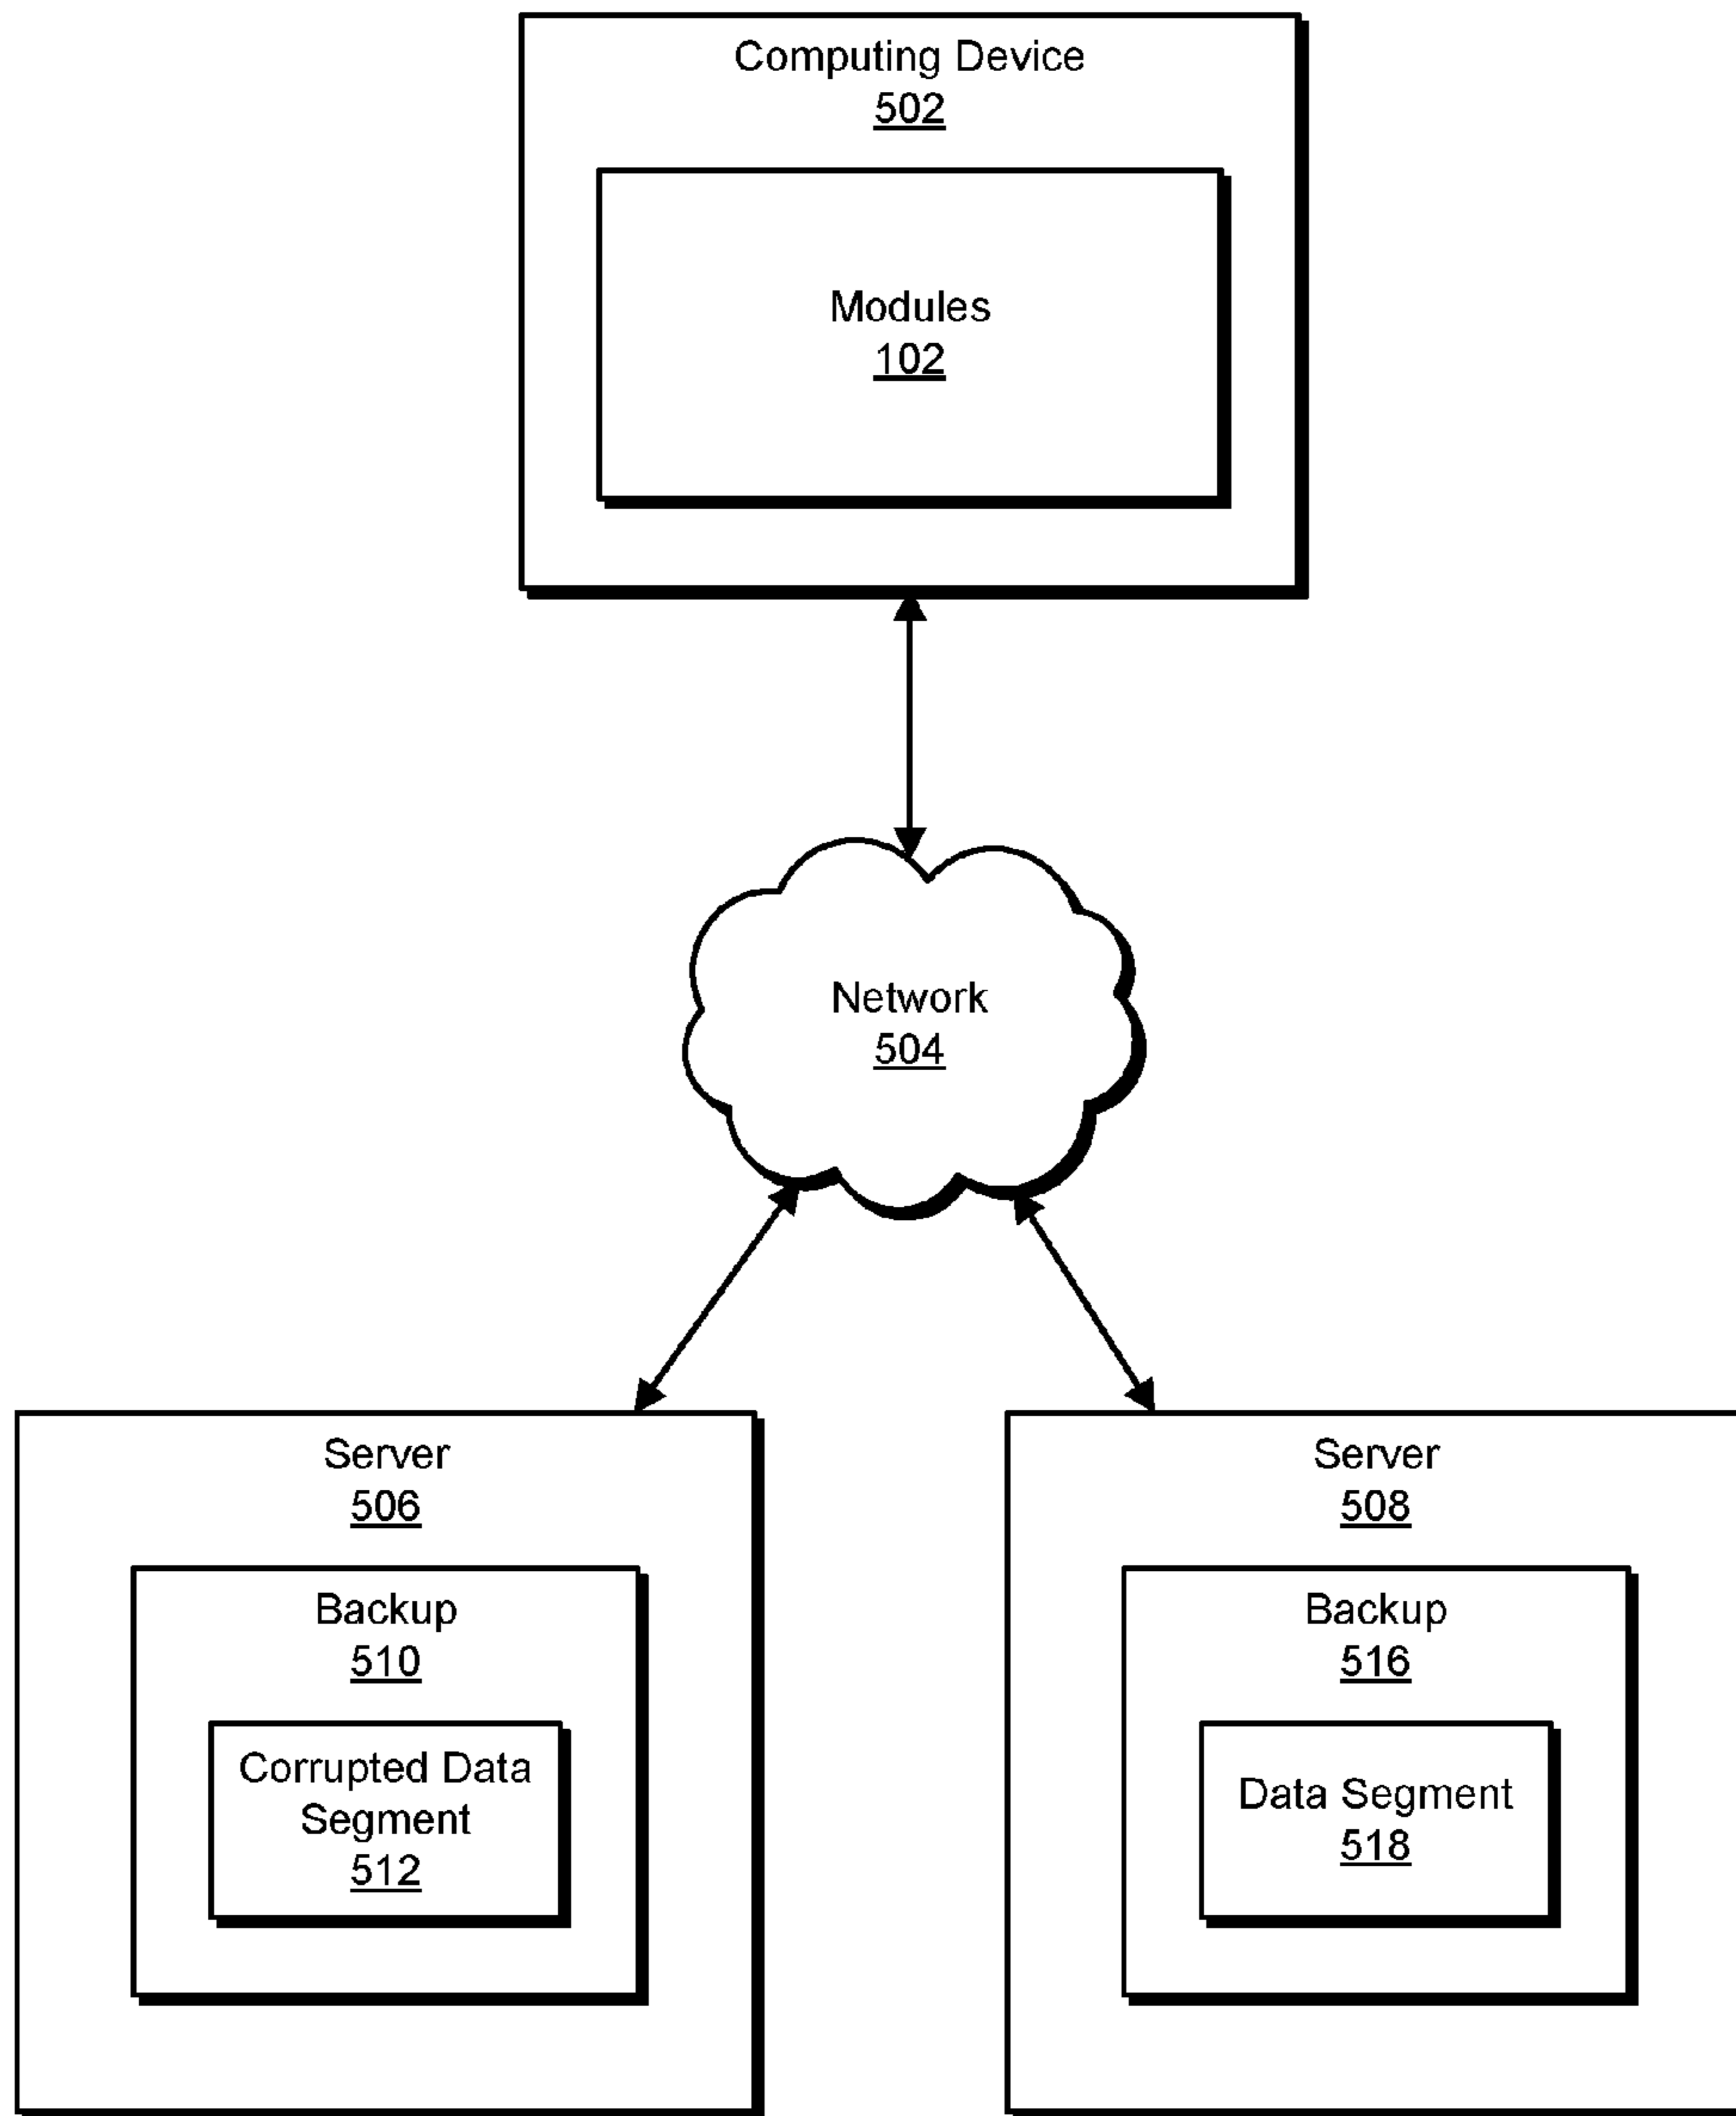 Computing Device
502
Modules
102
Network
504
Server
506
Backup
510
Corrupted Data
Segment
512
Server
508
Backup
516
Data Segment
518